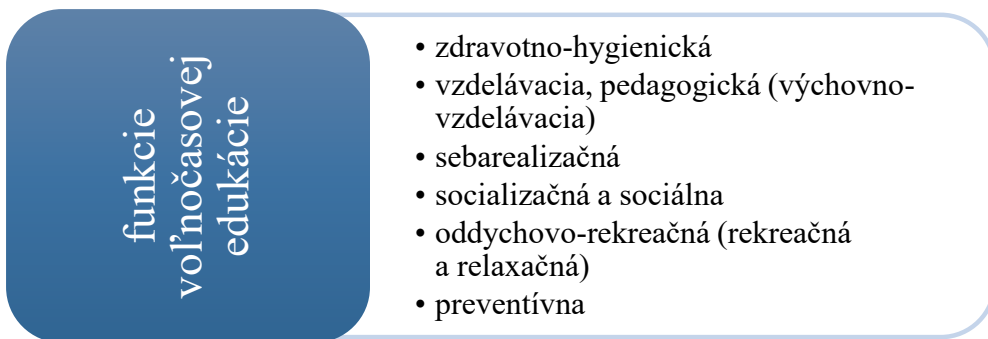 funkcie
voľnočasovej
edukácie
• zdravotno-hygienická
• vzdelávacia, pedagogická (výchovno-
vzdelávacia)
• sebarealizačná
• socializačná a sociálna
• oddychovo-rekreačná (rekreačná
a relaxačná)
• preventívna